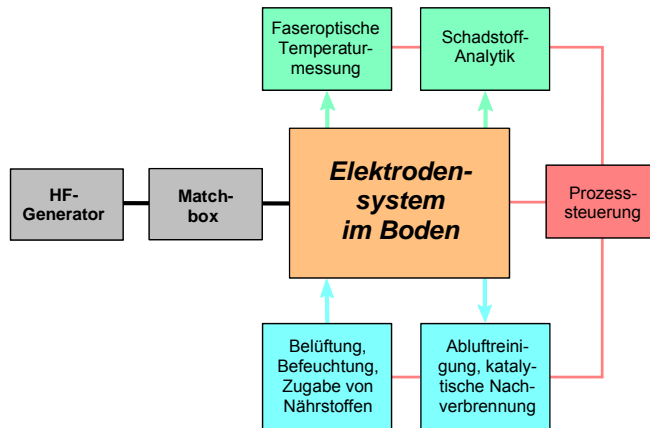 Faseroptische
Temperatur-
messung
Schadstoff-
Analytik
HF-
Generator
Match-
box
Elektroden-
system
im Boden
Prozess-
steuerung
Belüftung,
Befeuchtung,
Zugabe von
Nährstoffen
Abluftreini-
gung, kataly-
tische Nach-
verbrennung